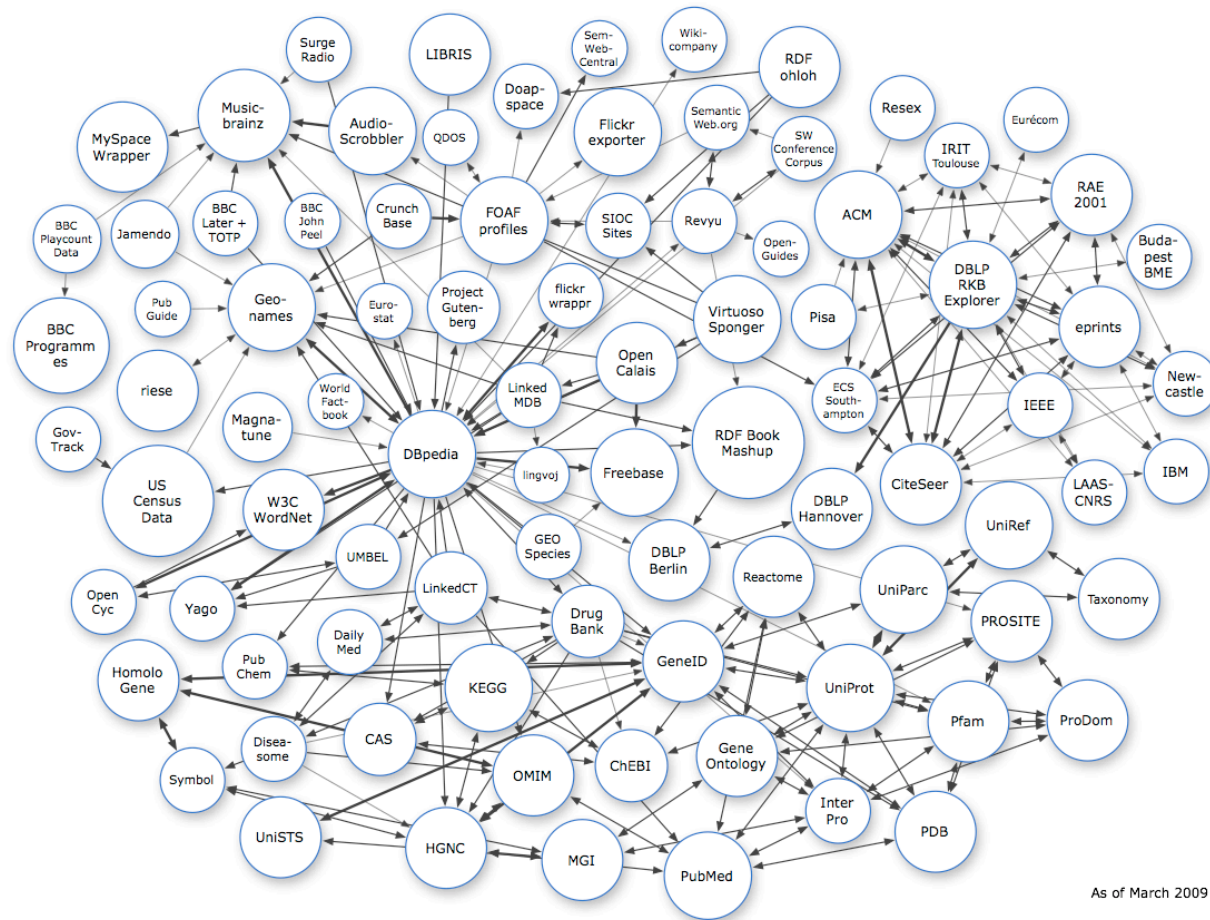 Surge
Radio
LIBRIS
Sem-
Web-
Central
Wiki-
company
RDF
ohloh
Doap-
space
Music-
brainz
Audio-
Scrobbler
MySpace
Wrapper
QDOS
Flickr
exporter
Semantic
Web.org
SW
Conference
Corpus
Resex
Eurécom
IRIT
Toulouse
RAE
2001
BBC
Playcount
Data
Jamendo
BBC
Later +
TOTP
BBC
John
Peel
Crunch
Base
FOAF
profiles
SIOC
Sites
Revyu
Open-
Guides
ACM
DBLP
RKB
Explorer
Buda-
pest
BME
Pub
Guide
Geo-
names
Euro-
stat
Project
Guten-
berg
flickr
wrappr
Virtuoso
Sponger
Pisa
eprints
BBC
Programm
es
riese
World
Fact-
book
Linked
MDB
Open
Calais
ECS
South-
ampton
IEEE
New-
castle
Gov-
Track
Magna-
tune
DBpedia
lingvoj
Freebase
RDF Book
Mashup
US
Census
Data
W3C
WordNet
DBLP
Hannover
CiteSeer
LAAS-
CNRS
IBM
UMBEL
GEO
Species
DBLP
Berlin
UniRef
Open
Cyc
Yago
LinkedCT
Reactome
UniParc
Taxonomy
Daily
Med
Drug
Bank
PROSITE
Homolo
Gene
Pub
Chem
KEGG
GeneID
UniProt
Pfam
ProDom
Disea-
some
CAS
Symbol
OMIM
ChEBI
Gene
Ontology
Inter
Pro
UniSTS
HGNC
MGI
PubMed
PDB
As of March 2009